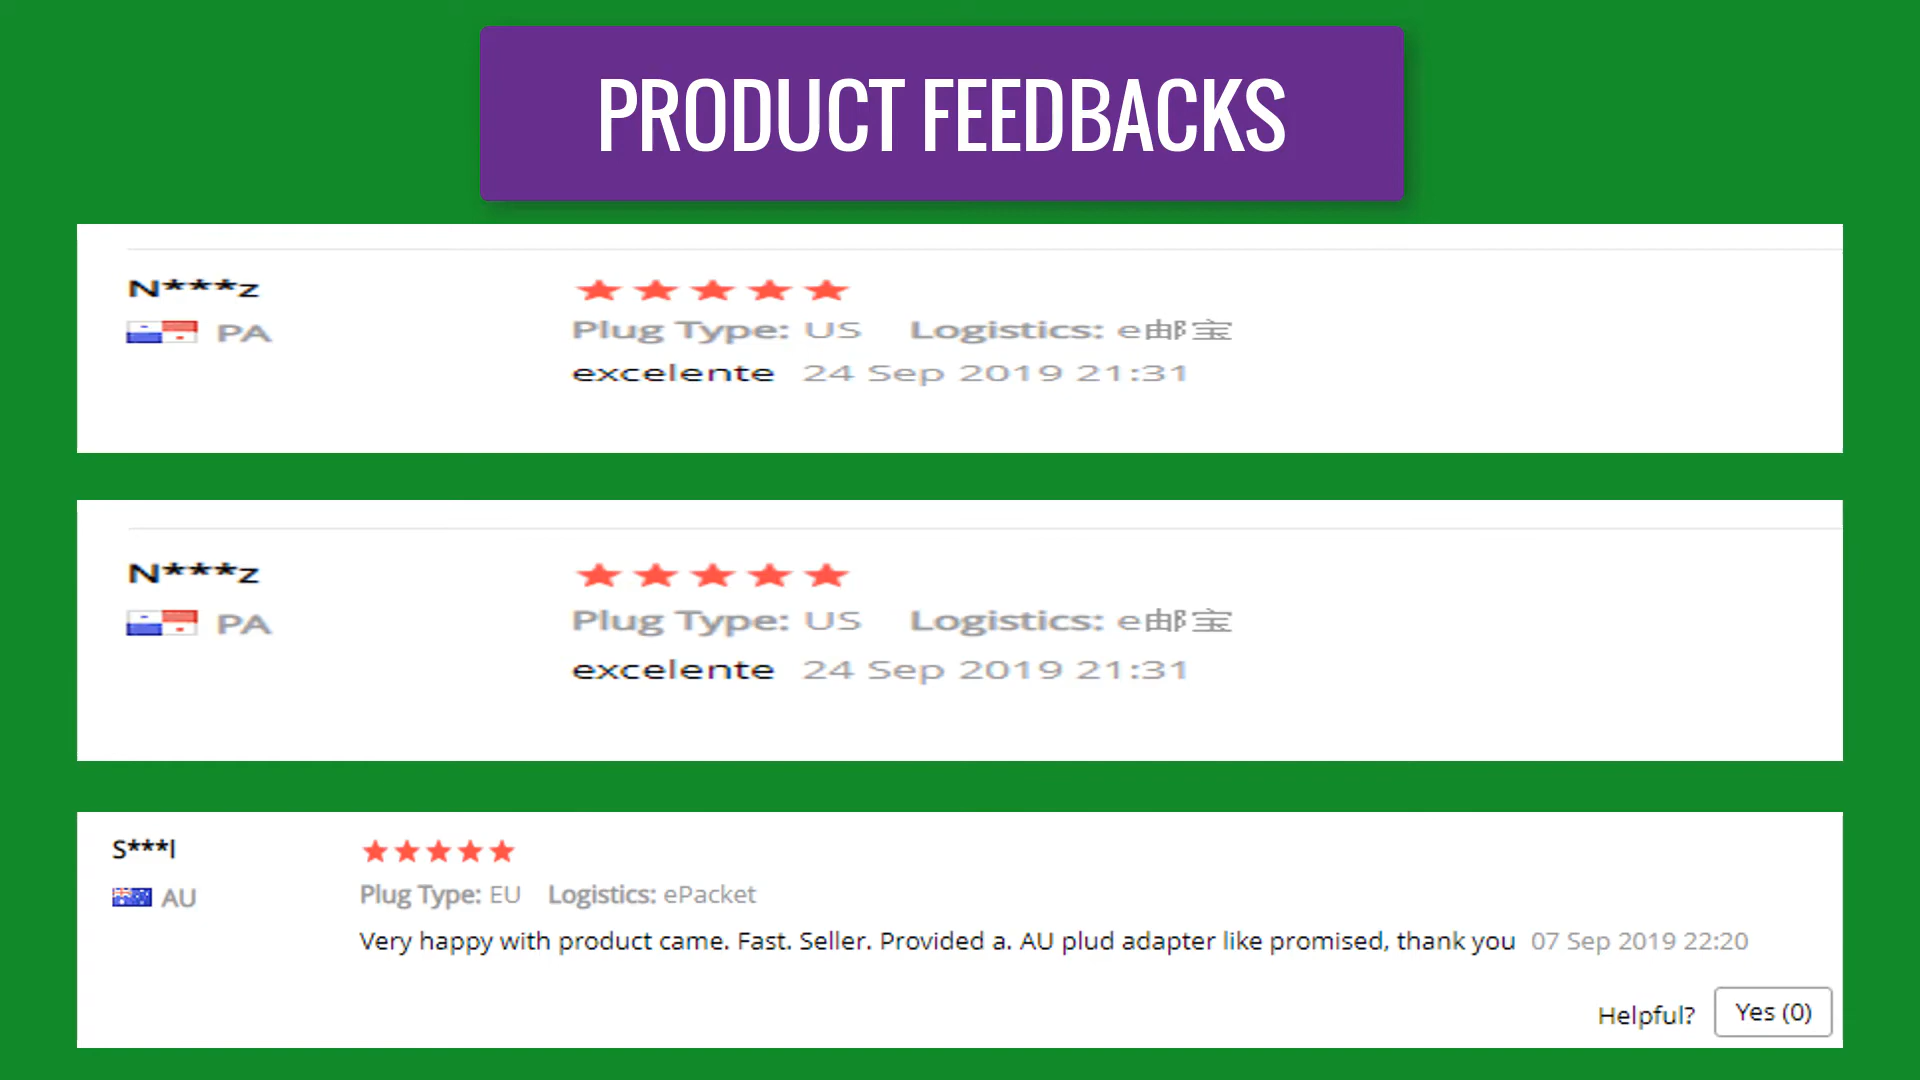 PRODUCT FEEDBACKS
N***z
PA
Plug Type: US Logistics: e邮宝
excelente 24 Sep 2019 21:31
N***z
PA
Plug Type: US Logistics: e邮宝
excelente 24 Sep 2019 21:31
S***l
AU
Plug Type: EU Logistics: ePacket
Very happy with product came. Fast. Seller. Provided a. AU plud adapter like promised, thank you 07 Sep 2019 22:20
Helpful? Yes (0)